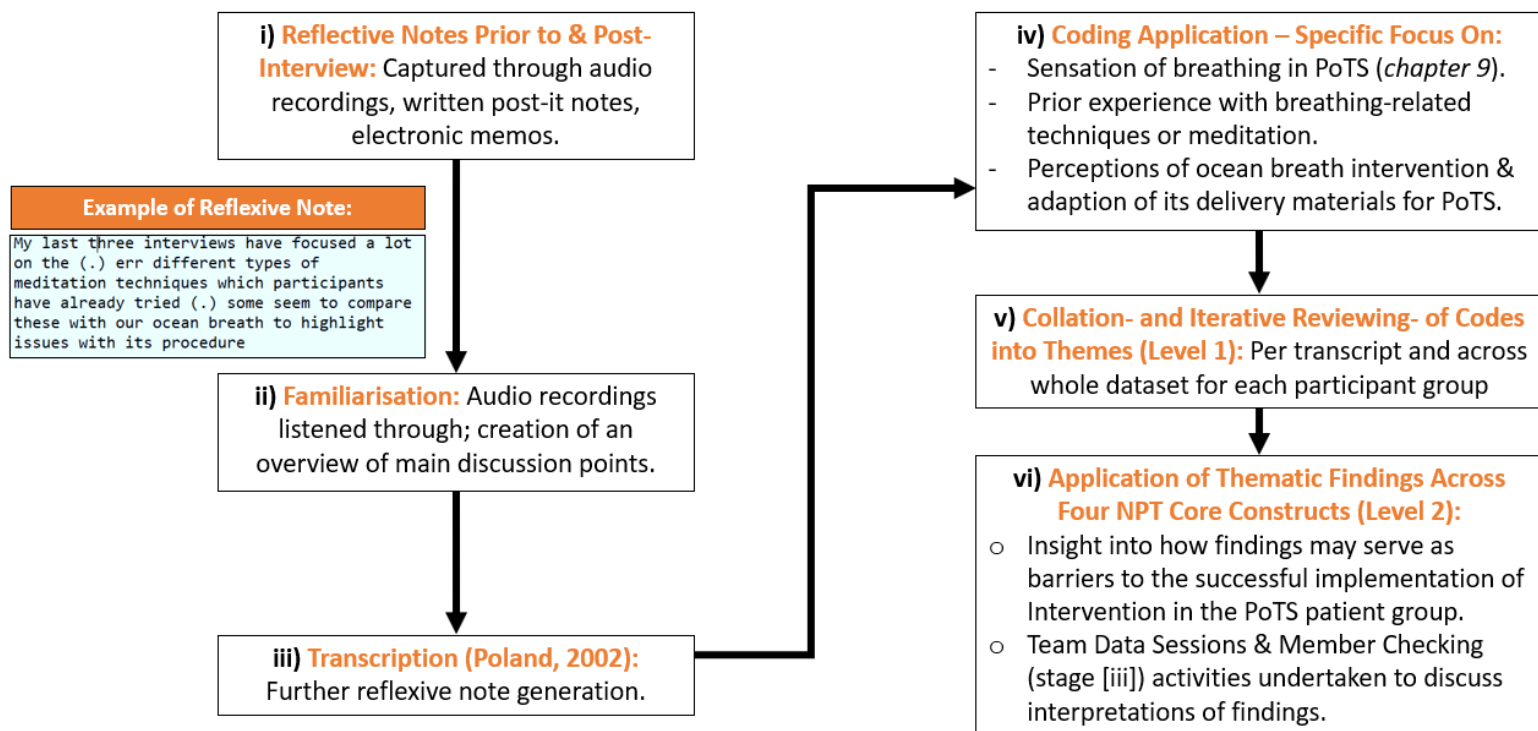 i) Reflective Notes Prior to & Post-
Interview: Captured through audio
recordings, written post-it notes,
electronic memos.
Example of Reflexive Note:
My last three interviews have focused a lot
on the (.) err different types of
meditation techniques which participants
have already tried (.) some seem to compare
these with our ocean breath to highlight
issues with its procedure
ii) Familiarisation: Audio recordings
listened through; creation of an
overview of main discussion points.
iii) Transcription (Poland, 2002):
Further reflexive note generation.
iv) Coding Application – Specific Focus On:
- Sensation of breathing in PoTS (chapter 9).
- Prior experience with breathing-related
techniques or meditation.
- Perceptions of ocean breath intervention &
adaption of its delivery materials for PoTS.
v) Collation- and Iterative Reviewing- of Codes
into Themes (Level 1): Per transcript and across
whole dataset for each participant group
vi) Application of Thematic Findings Across
Four NPT Core Constructs (Level 2):
o Insight into how findings may serve as
barriers to the successful implementation of
Intervention in the PoTS patient group.
o Team Data Sessions & Member Checking
(stage [iii]) activities undertaken to discuss
interpretations of findings.